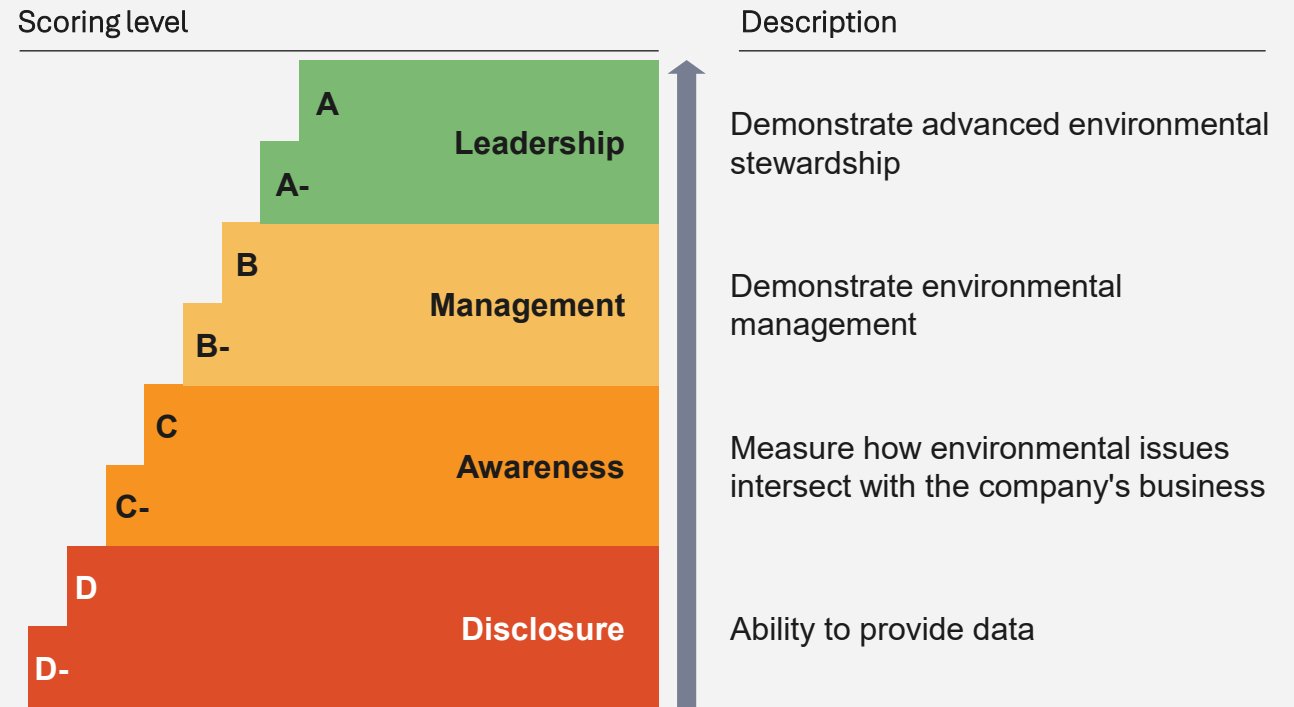 Scoring level
Description
A
Leadership
A-
Demonstrate advanced environmental
stewardship
B
Management
B-
Demonstrate environmental
management
C
Awareness
C-
Measure how environmental issues
intersect with the company's business
D
Disclosure
D-
Ability to provide data